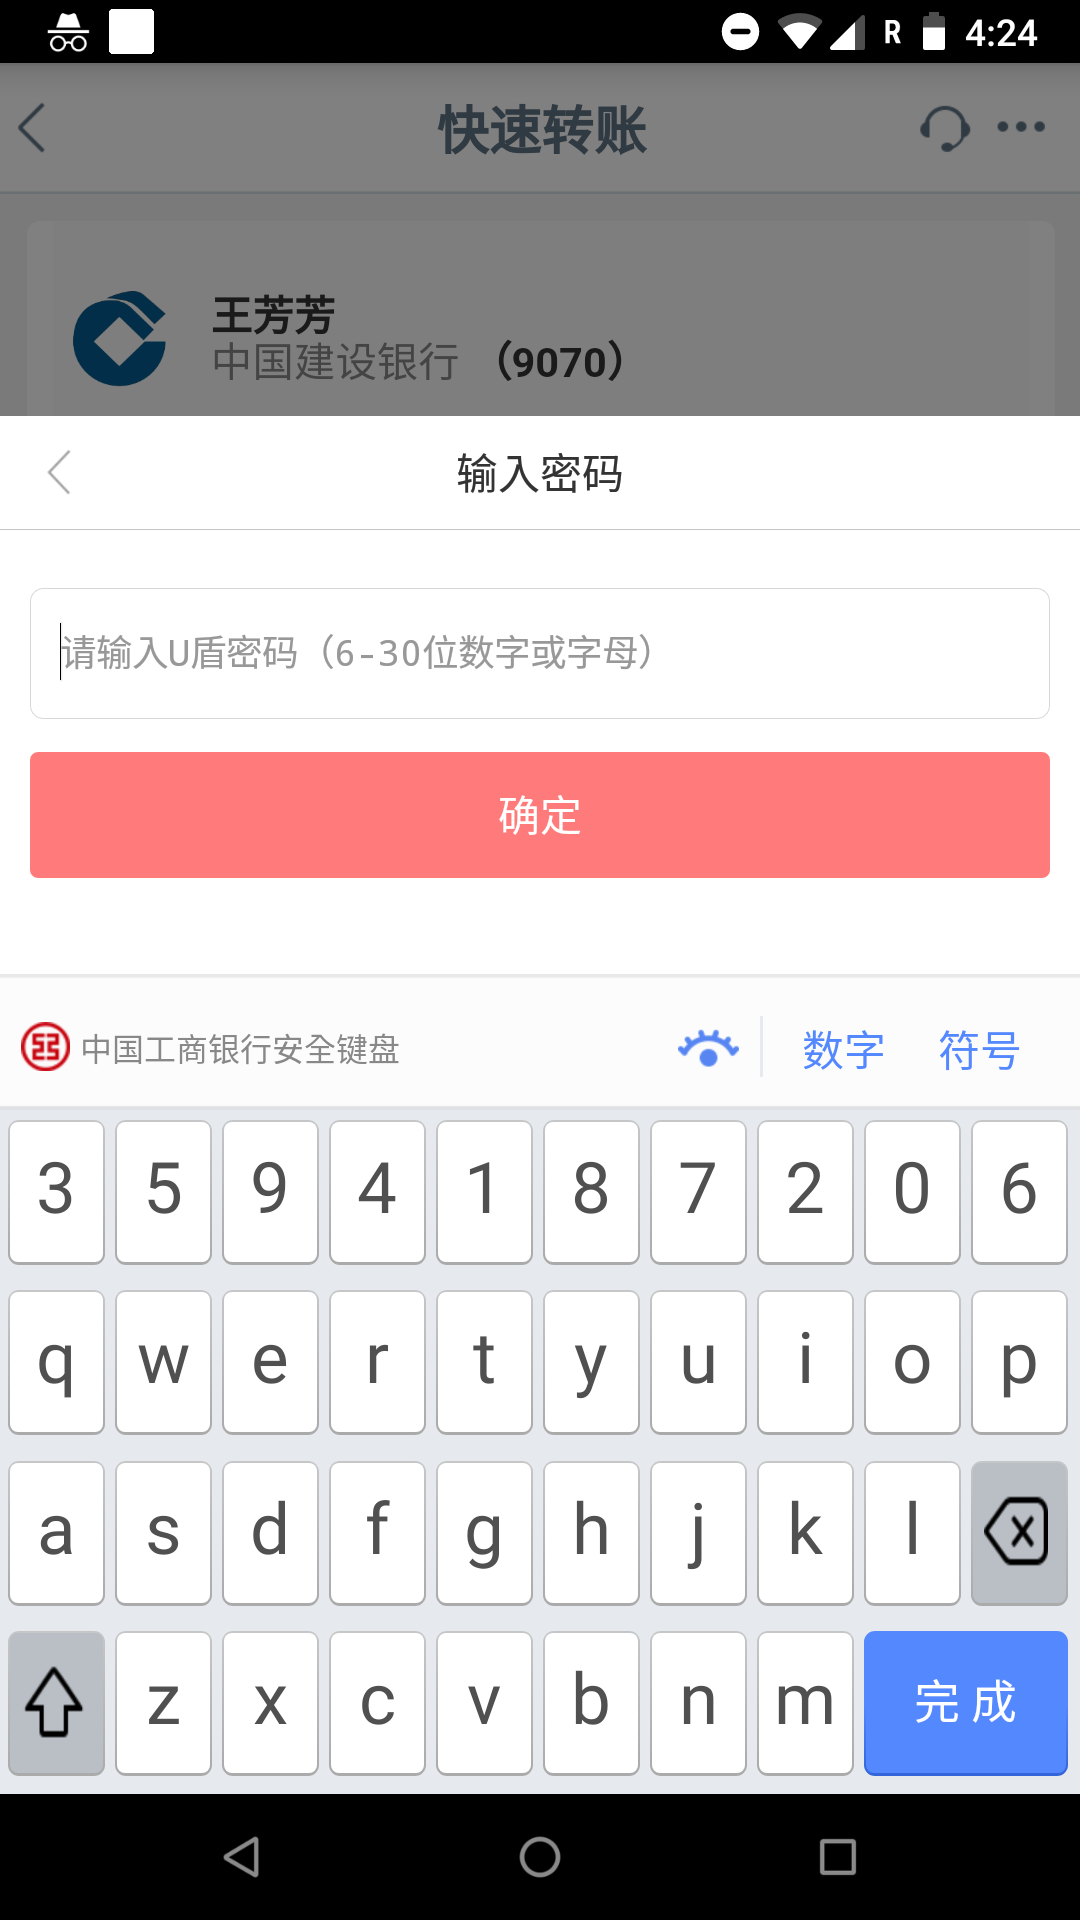 R 4:24
快速转账
王芳芳
中国建设银行 （9070）
输入密码
请输入U盾密码（6-30位数字或字母）
确定
中国工商银行安全键盘 数字 符号
3 5 9 4 1 8 7 2 0 6
q w e r t y u i o p
a s d f g h j k l
z x c v b n m 完成